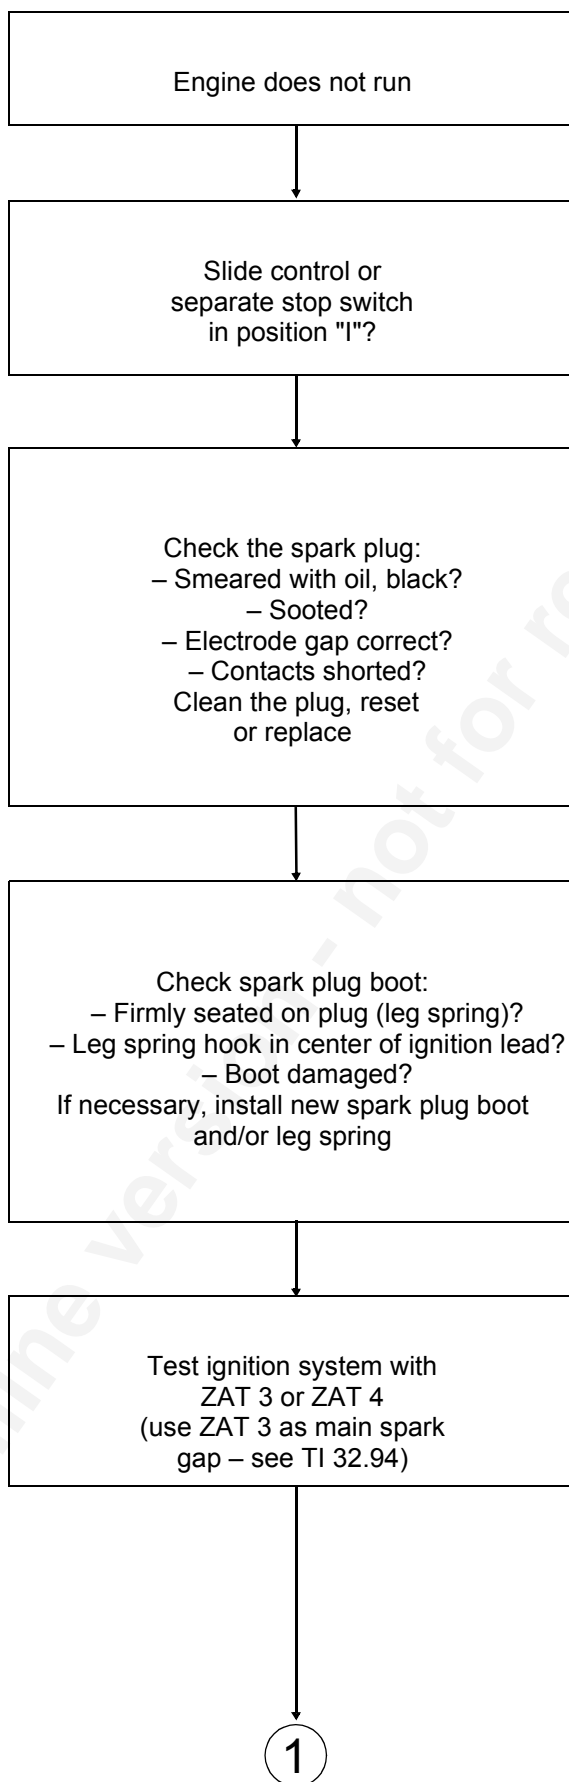 Engine does not run
Slide control or
separate stop switch
in position "I"?
Check the spark plug:
– Smeared with oil, black?
– Sooted?
– Electrode gap correct?
– Contacts shorted?
Clean the plug, reset
or replace
Check spark plug boot:
– Firmly seated on plug (leg spring)?
– Leg spring hook in center of ignition lead?
– Boot damaged?
If necessary, install new spark plug boot
and/or leg spring
Test ignition system with
ZAT 3 or ZAT 4
(use ZAT 3 as main spark
gap – see TI 32.94)
1
version - not for